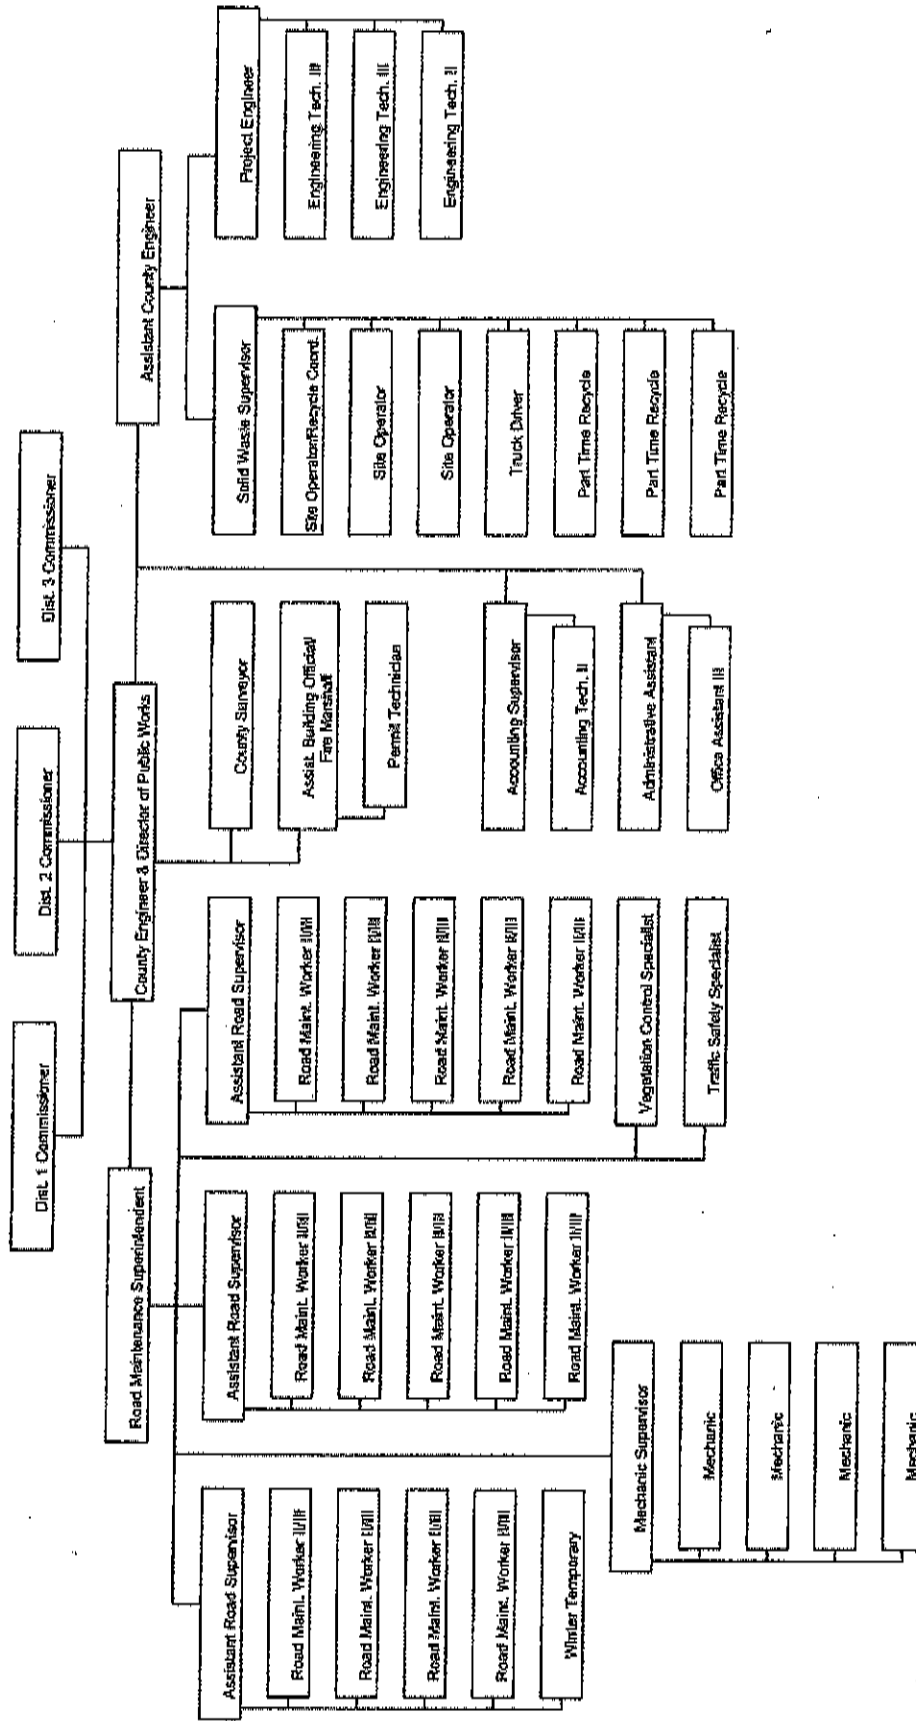 Dist. 1 Commissioner
Dist. 2 Commissioner
Dist. 3 Commissioner
Road Maintenance Superintendent
County Engineer & Director of Public Works
Assistant County Engineer
Assistant Road Supervisor
Road Maint. Worker II/III
Road Maint. Worker II/III
Road Maint. Worker II/III
Road Maint. Worker II/III
Winter Temporary
Assistant Road Supervisor
Road Maint. Worker II/III
Road Maint. Worker II/III
Road Maint. Worker II/III
Road Maint. Worker II/III
Road Maint. Worker II/III
Mechanic Supervisor
Mechanic
Mechanic
Mechanic
Mechanic
Assistant Road Supervisor
Road Maint. Worker II/III
Road Maint. Worker II/III
Road Maint. Worker II/III
Road Maint. Worker II/III
Road Maint. Worker II/III
Vegetation Control Specialist
Traffic Safety Specialist
County Surveyor
Assist. Building Official/
Fire Marshall
Permit Technician
Accounting Supervisor
Accounting Tech. II
Administrative Assistant
Office Assistant III
Solid Waste Supervisor
Site Operator/Recycle Coord.
Site Operator
Site Operator
Truck Driver
Part Time Recycle
Part Time Recycle
Part Time Recycle
Project Engineer
Engineering Tech. III
Engineering Tech. III
Engineering Tech. II